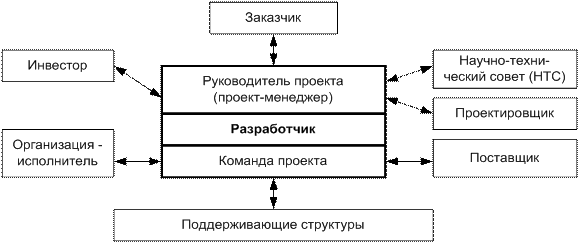 Заказчик
Инвестор
Руководитель проекта
(проект-менеджер)
Научно-техни-
ческий совет (НТС)
Проектировщик
Разработчик
Организация -
исполнитель
Команда проекта
Поставщик
Поддерживающие структуры